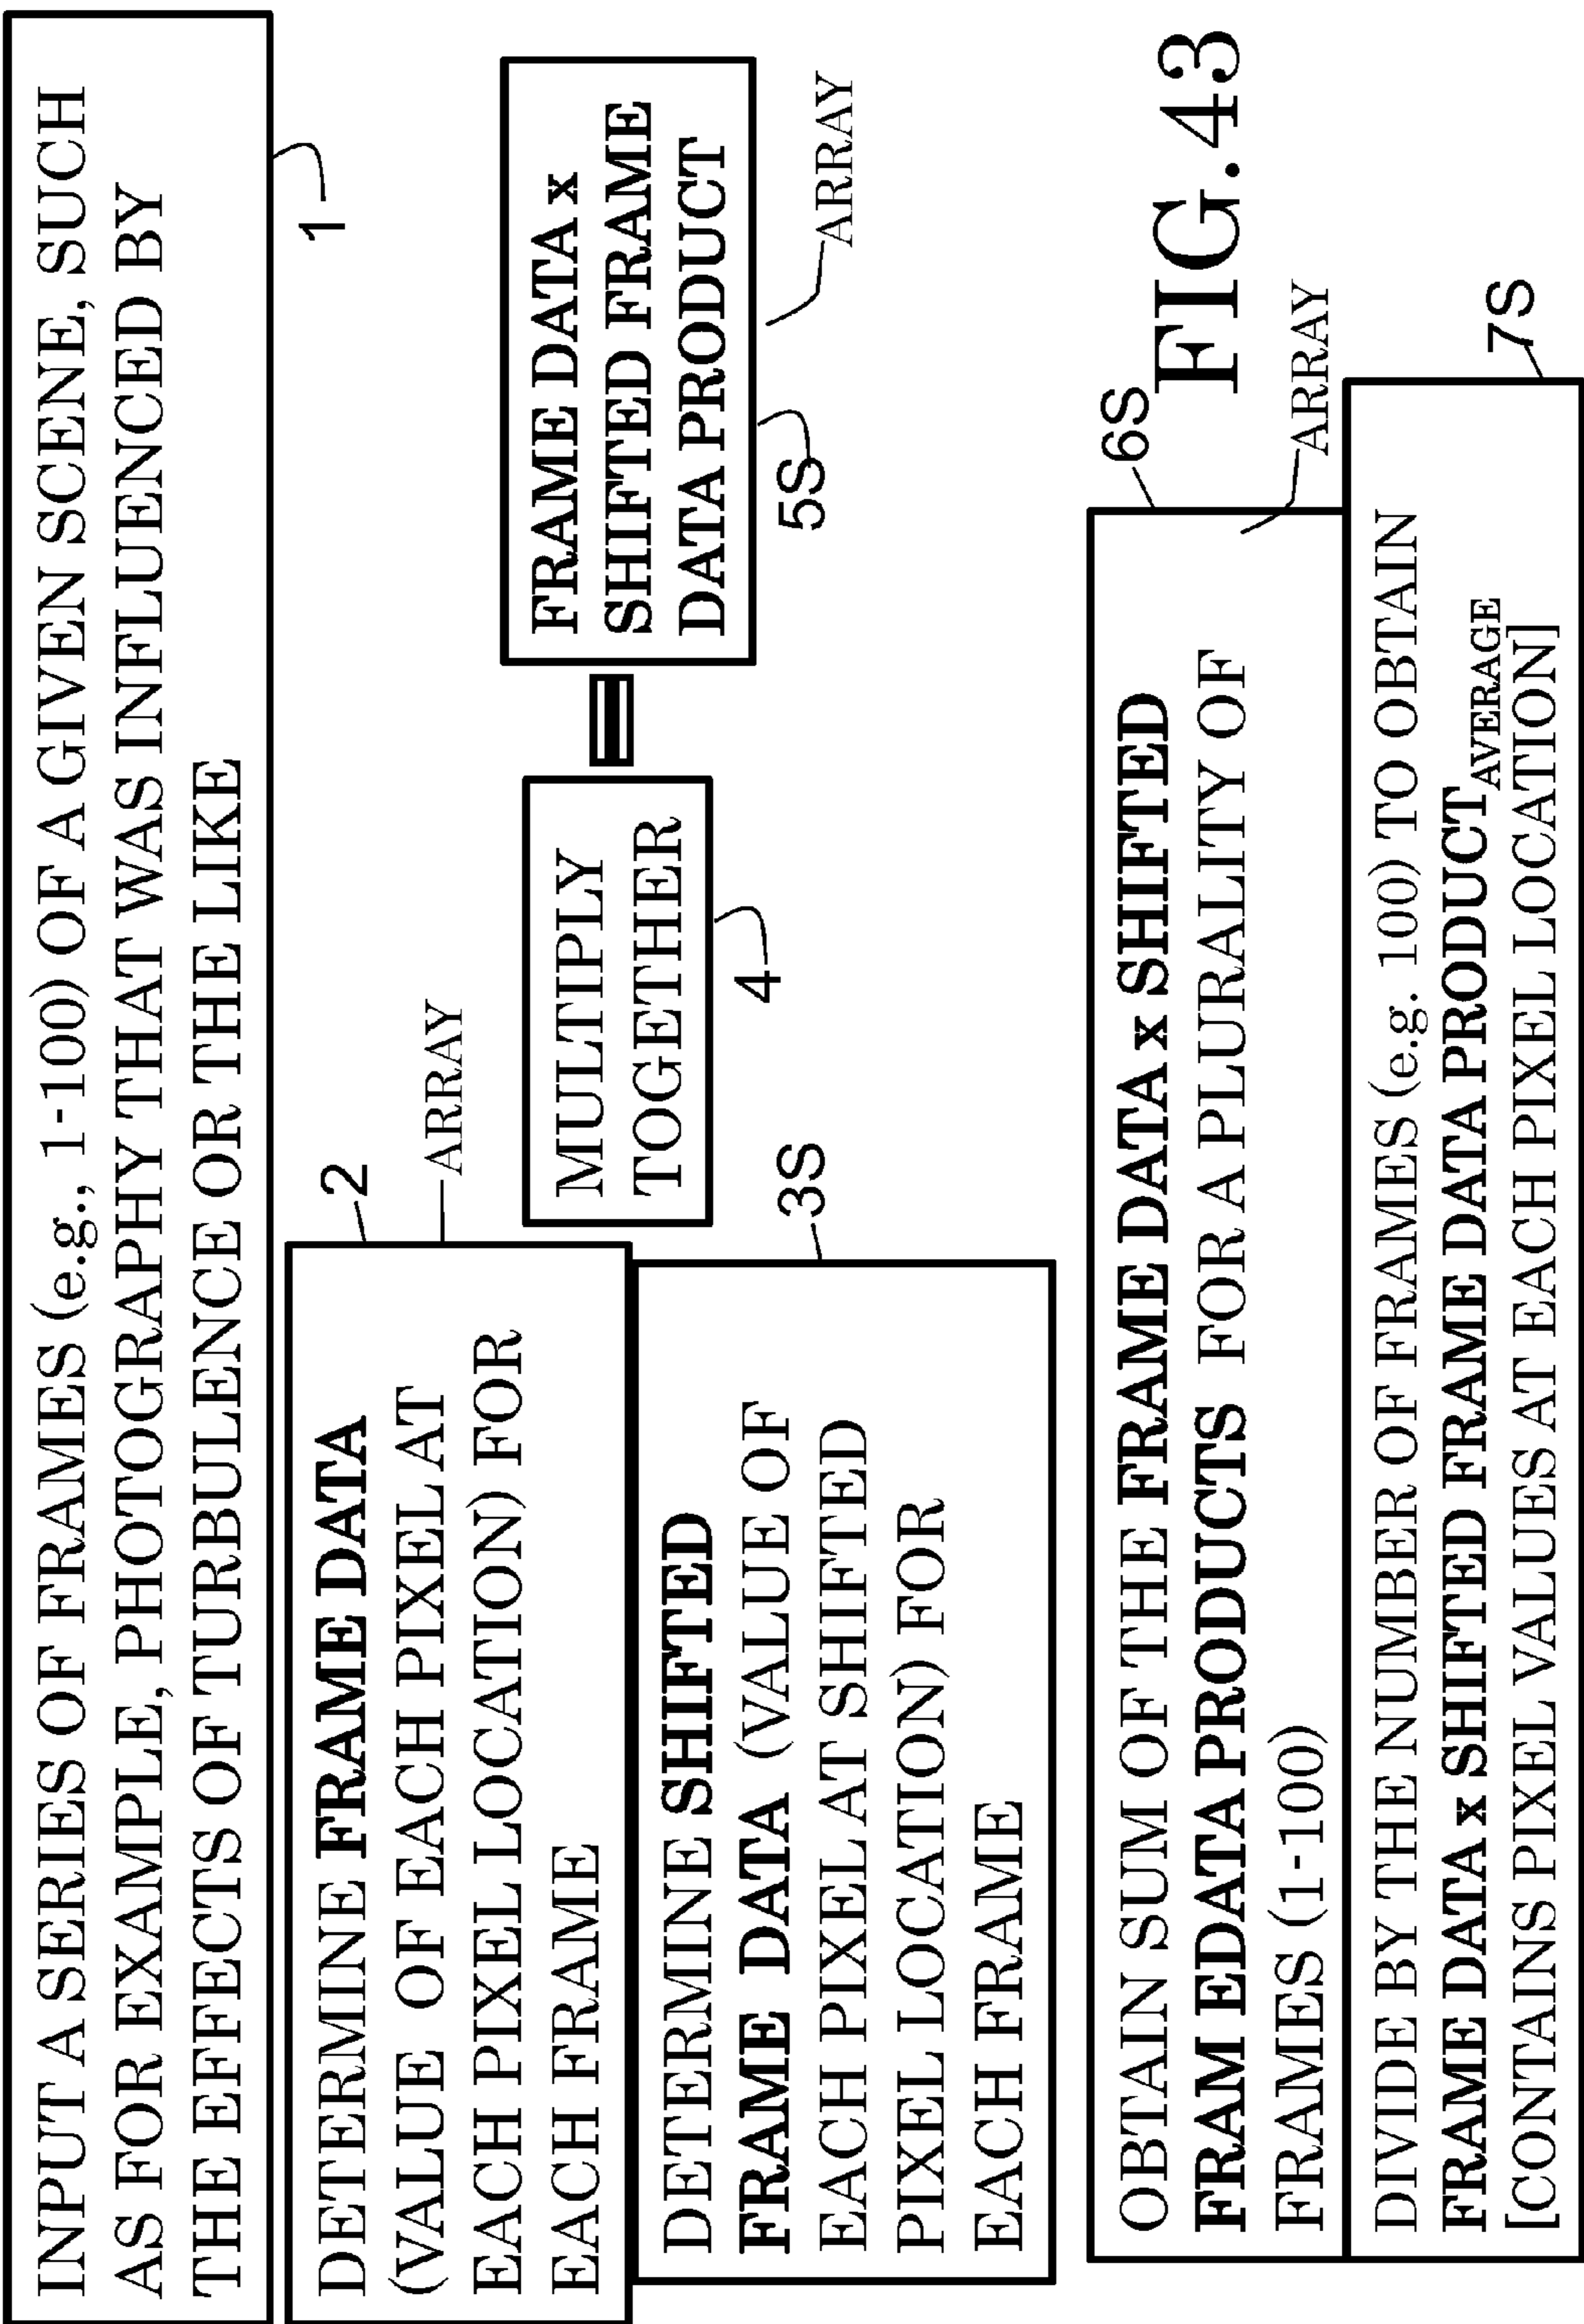 INPUT A SERIES OF FRAMES (e.g., 1-100) OF A GIVEN SCENE, SUCH
AS FOR EXAMPLE, PHOTOGRAPHY THAT WAS INFLUENCED BY
THE EFFECTS OF TURBULENCE OR THE LIKE
1
DETERMINE FRAME DATA
(VALUE OF EACH PIXEL AT
EACH PIXEL LOCATION) FOR
EACH FRAME
2
ARRAY
DETERMINE SHIFTED
FRAME DATA (VALUE OF
EACH PIXEL AT SHIFTED
PIXEL LOCATION) FOR
EACH FRAME
3S
MULTIPLY
TOGETHER
4
=
FRAME DATA x
SHIFTED FRAME
DATA PRODUCT
5S
ARRAY
OBTAIN SUM OF THE FRAME DATA x SHIFTED
FRAM EDATA PRODUCTS FOR A PLURALITY OF
FRAMES (1-100)
6S
ARRAY
DIVIDE BY THE NUMBER OF FRAMES (e.g. 100) TO OBTAIN
FRAME DATA x SHIFTED FRAME DATA PRODUCT AVERAGE
[CONTAINS PIXEL VALUES AT EACH PIXEL LOCATION]
7S
FIG.43